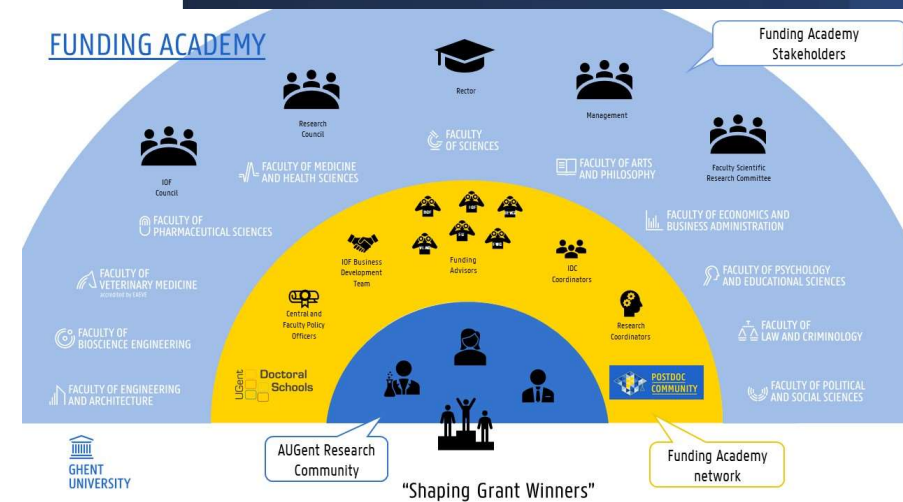 FUNDING ACADEMY
Funding Academy
Stakeholders
Rector
Research
Council
Management
IOF
Council
Faculty Scientific
Research Committee
FACULTY
OF SCIENCES
FACULTY OF MEDICINE
AND HEALTH SCIENCES
FACULTY OF ARTS
AND PHILOSOPHY
FACULTY OF
PHARMACEUTICAL SCIENCES
FACULTY OF ECONOMICS AND
BUSINESS ADMINISTRATION
FACULTY OF
VETERINARY MEDICINE
accredited by EAEVE
FACULTY OF PSYCHOLOGY
AND EDUCATIONAL SCIENCES
FACULTY OF
BIOSCIENCE ENGINEERING
FACULTY OF
LAW AND CRIMINOLOGY
FACULTY OF ENGINEERING
AND ARCHITECTURE
FACULTY OF POLITICAL
AND SOCIAL SCIENCES
IOF Business
Development
Team
Funding
Advisors
IDC
Coordinators
Central and
Faculty Policy
Officers
Research
Coordinators
UGent
Doctoral
Schools
POSTDOC
COMMUNITY
AUGent Research
Community
Funding Academy
network
GHENT
UNIVERSITY
"Shaping Grant Winners"